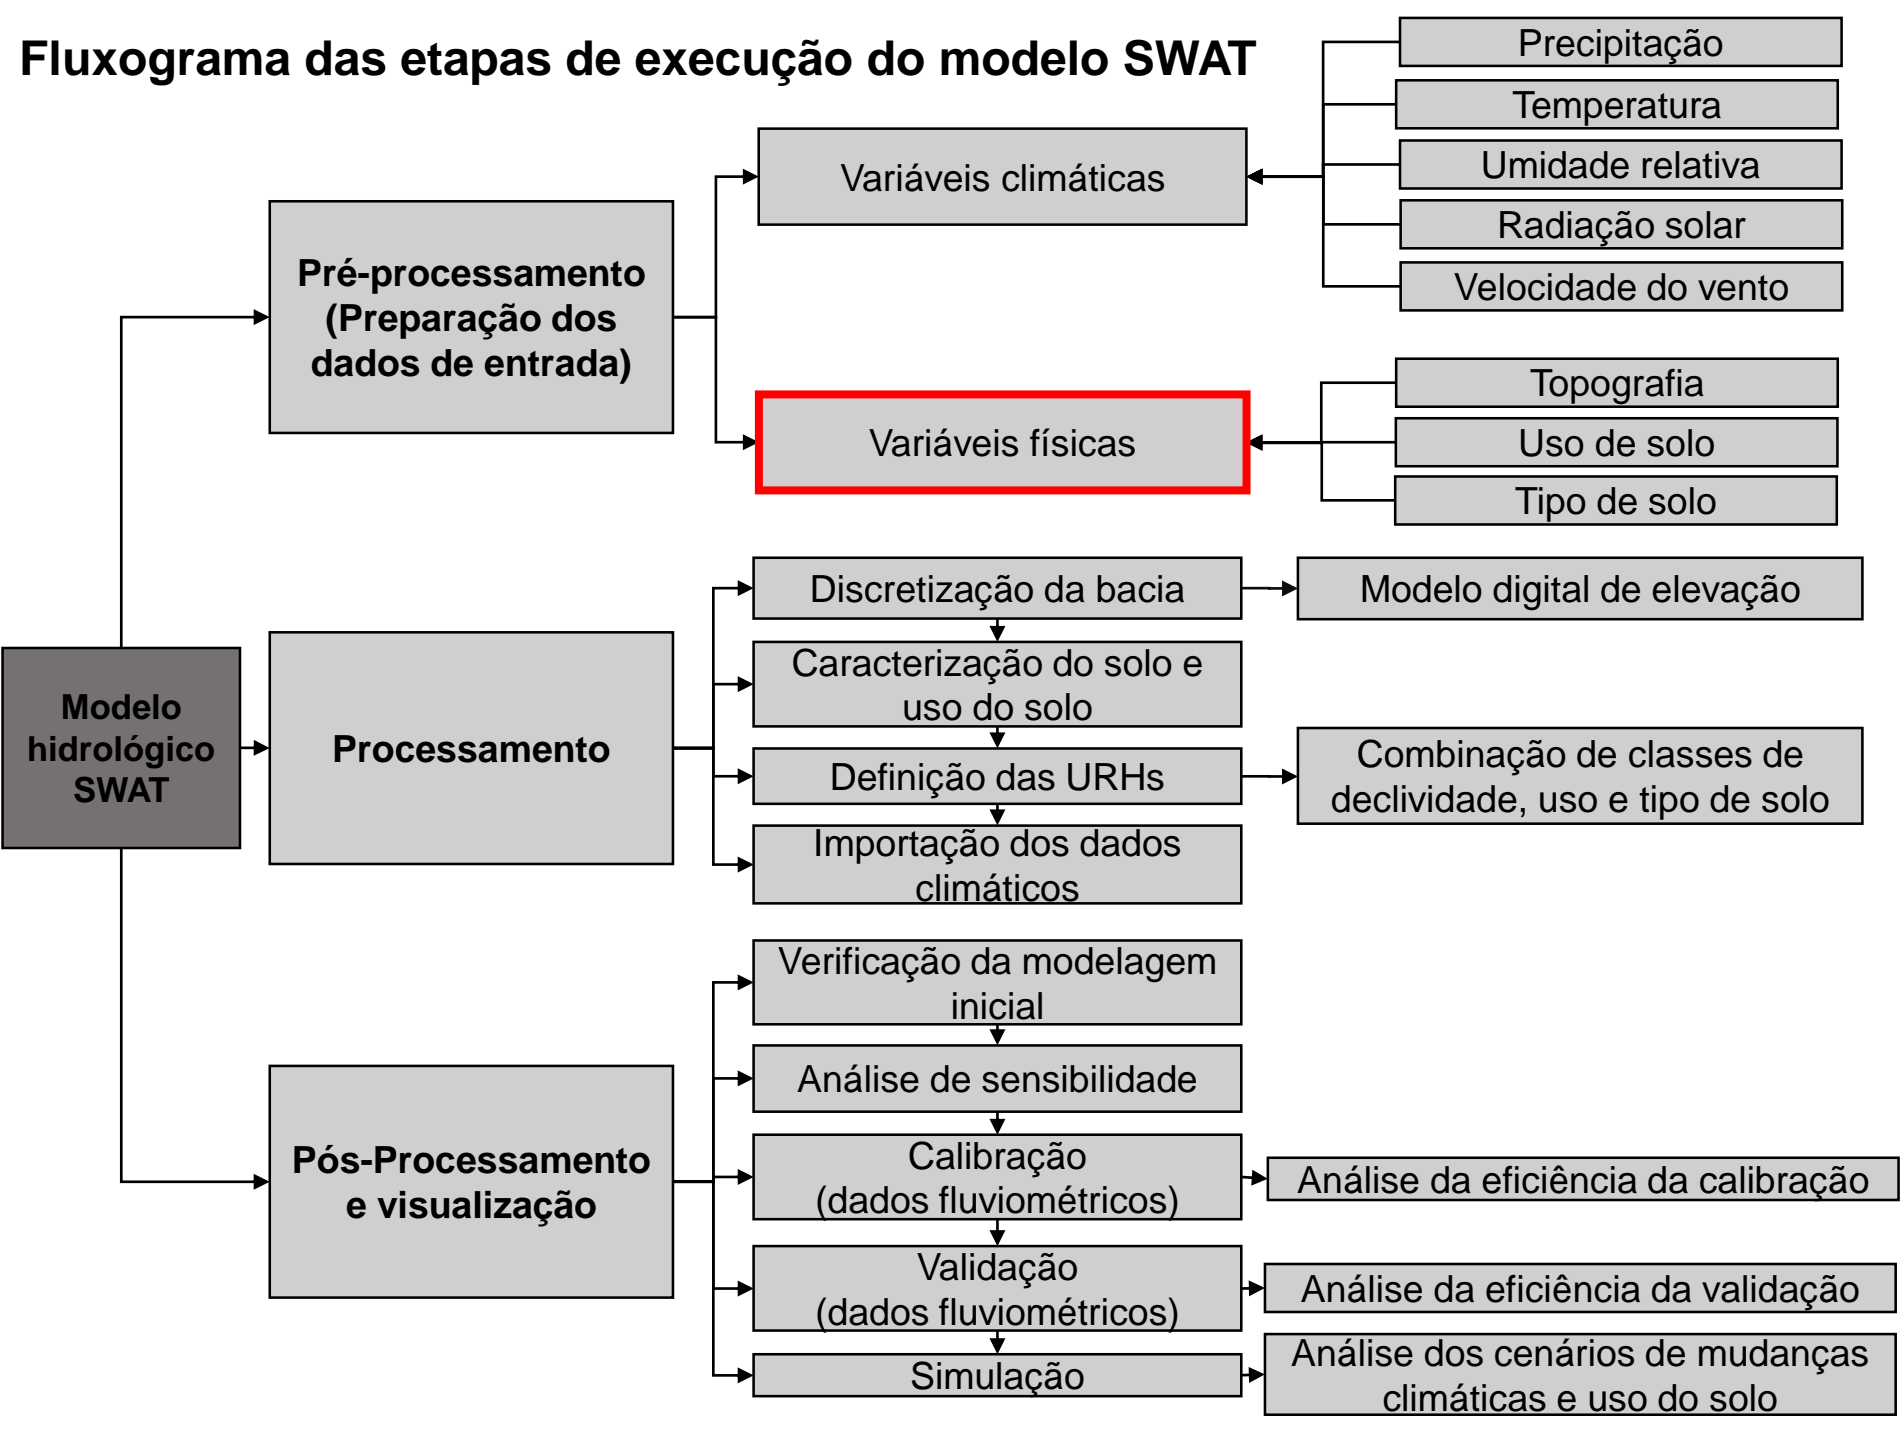 Fluxograma das etapas de execução do modelo SWAT
Precipitação
Temperatura
Umidade relativa
Radiação solar
Velocidade do vento
Variáveis climáticas
Pré-processamento
(Preparação dos
dados de entrada)
Variáveis físicas
Topografia
Uso de solo
Tipo de solo
Modelo
hidrológico
SWAT
Processamento
Discretização da bacia
Modelo digital de elevação
Caracterização do solo e
uso do solo
Definição das URHs
Combinação de classes de
declividade, uso e tipo de solo
Importação dos dados
climáticos
Pós-Processamento
e visualização
Verificação da modelagem
inicial
Análise de sensibilidade
Calibração
(dados fluviométricos)
Análise da eficiência da calibração
Validação
(dados fluviométricos)
Análise da eficiência da validação
Simulação
Análise dos cenários de mudanças
climáticas e uso do solo